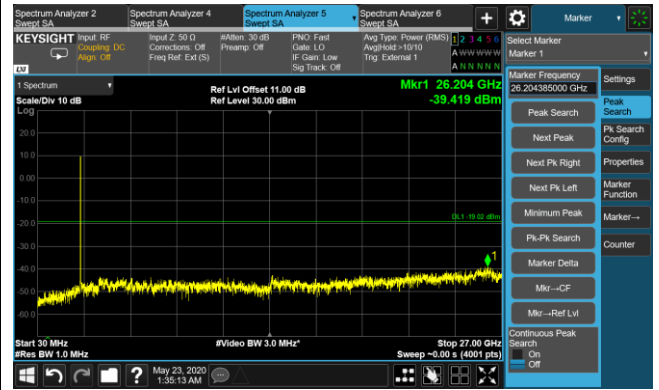 Spectrum Analyzer 2
Swept SA
Spectrum Analyzer 4
Swept SA
Spectrum Analyzer 5
Swept SA
Spectrum Analyzer 6
Swept SA
+
Marker
KEYSIGHT
Input: RF
Coupling: DC
Align: Off
Input Z: 50 Ω
Corrections: Off
Freq Ref: Ext (S)
#Atten: 30 dB
Preamp: Off
PNO: Fast
Gate: LO
IF Gain: Low
Sig Track: Off
Avg Type: Power (RMS)
Avg|Hold:>10/10
Trig: External 1
1 2 3 4 5 6
A W W W W W
A N N N N N
LXI
Select Marker
Marker 1
1 Spectrum
Scale/Div 10 dB
Log
Ref Lvl Offset 11.00 dB
Ref Level 30.00 dBm
Mkr1 26.204 GHz
-39.419 dBm
20.0
10.0
0.00
-10.0
-20.0
-30.0
-40.0
-50.0
-60.0
DL1 -19.02 dBm
1
Start 30 MHz
#Res BW 1.0 MHz
#Video BW 3.0 MHz*
Stop 27.00 GHz
Sweep ~0.00 s (4001 pts)
Marker Frequency
26.204385000 GHz
Peak Search
Next Peak
Next Pk Right
Next Pk Left
Minimum Peak
Pk-Pk Search
Marker Delta
Mkr→CF
Mkr→Ref Lvl
Continuous Peak
Search
On
Off
Settings
Peak
Search
Pk Search
Config
Properties
Marker
Function
Marker→
Counter
?
May 23, 2020
1:35:13 AM